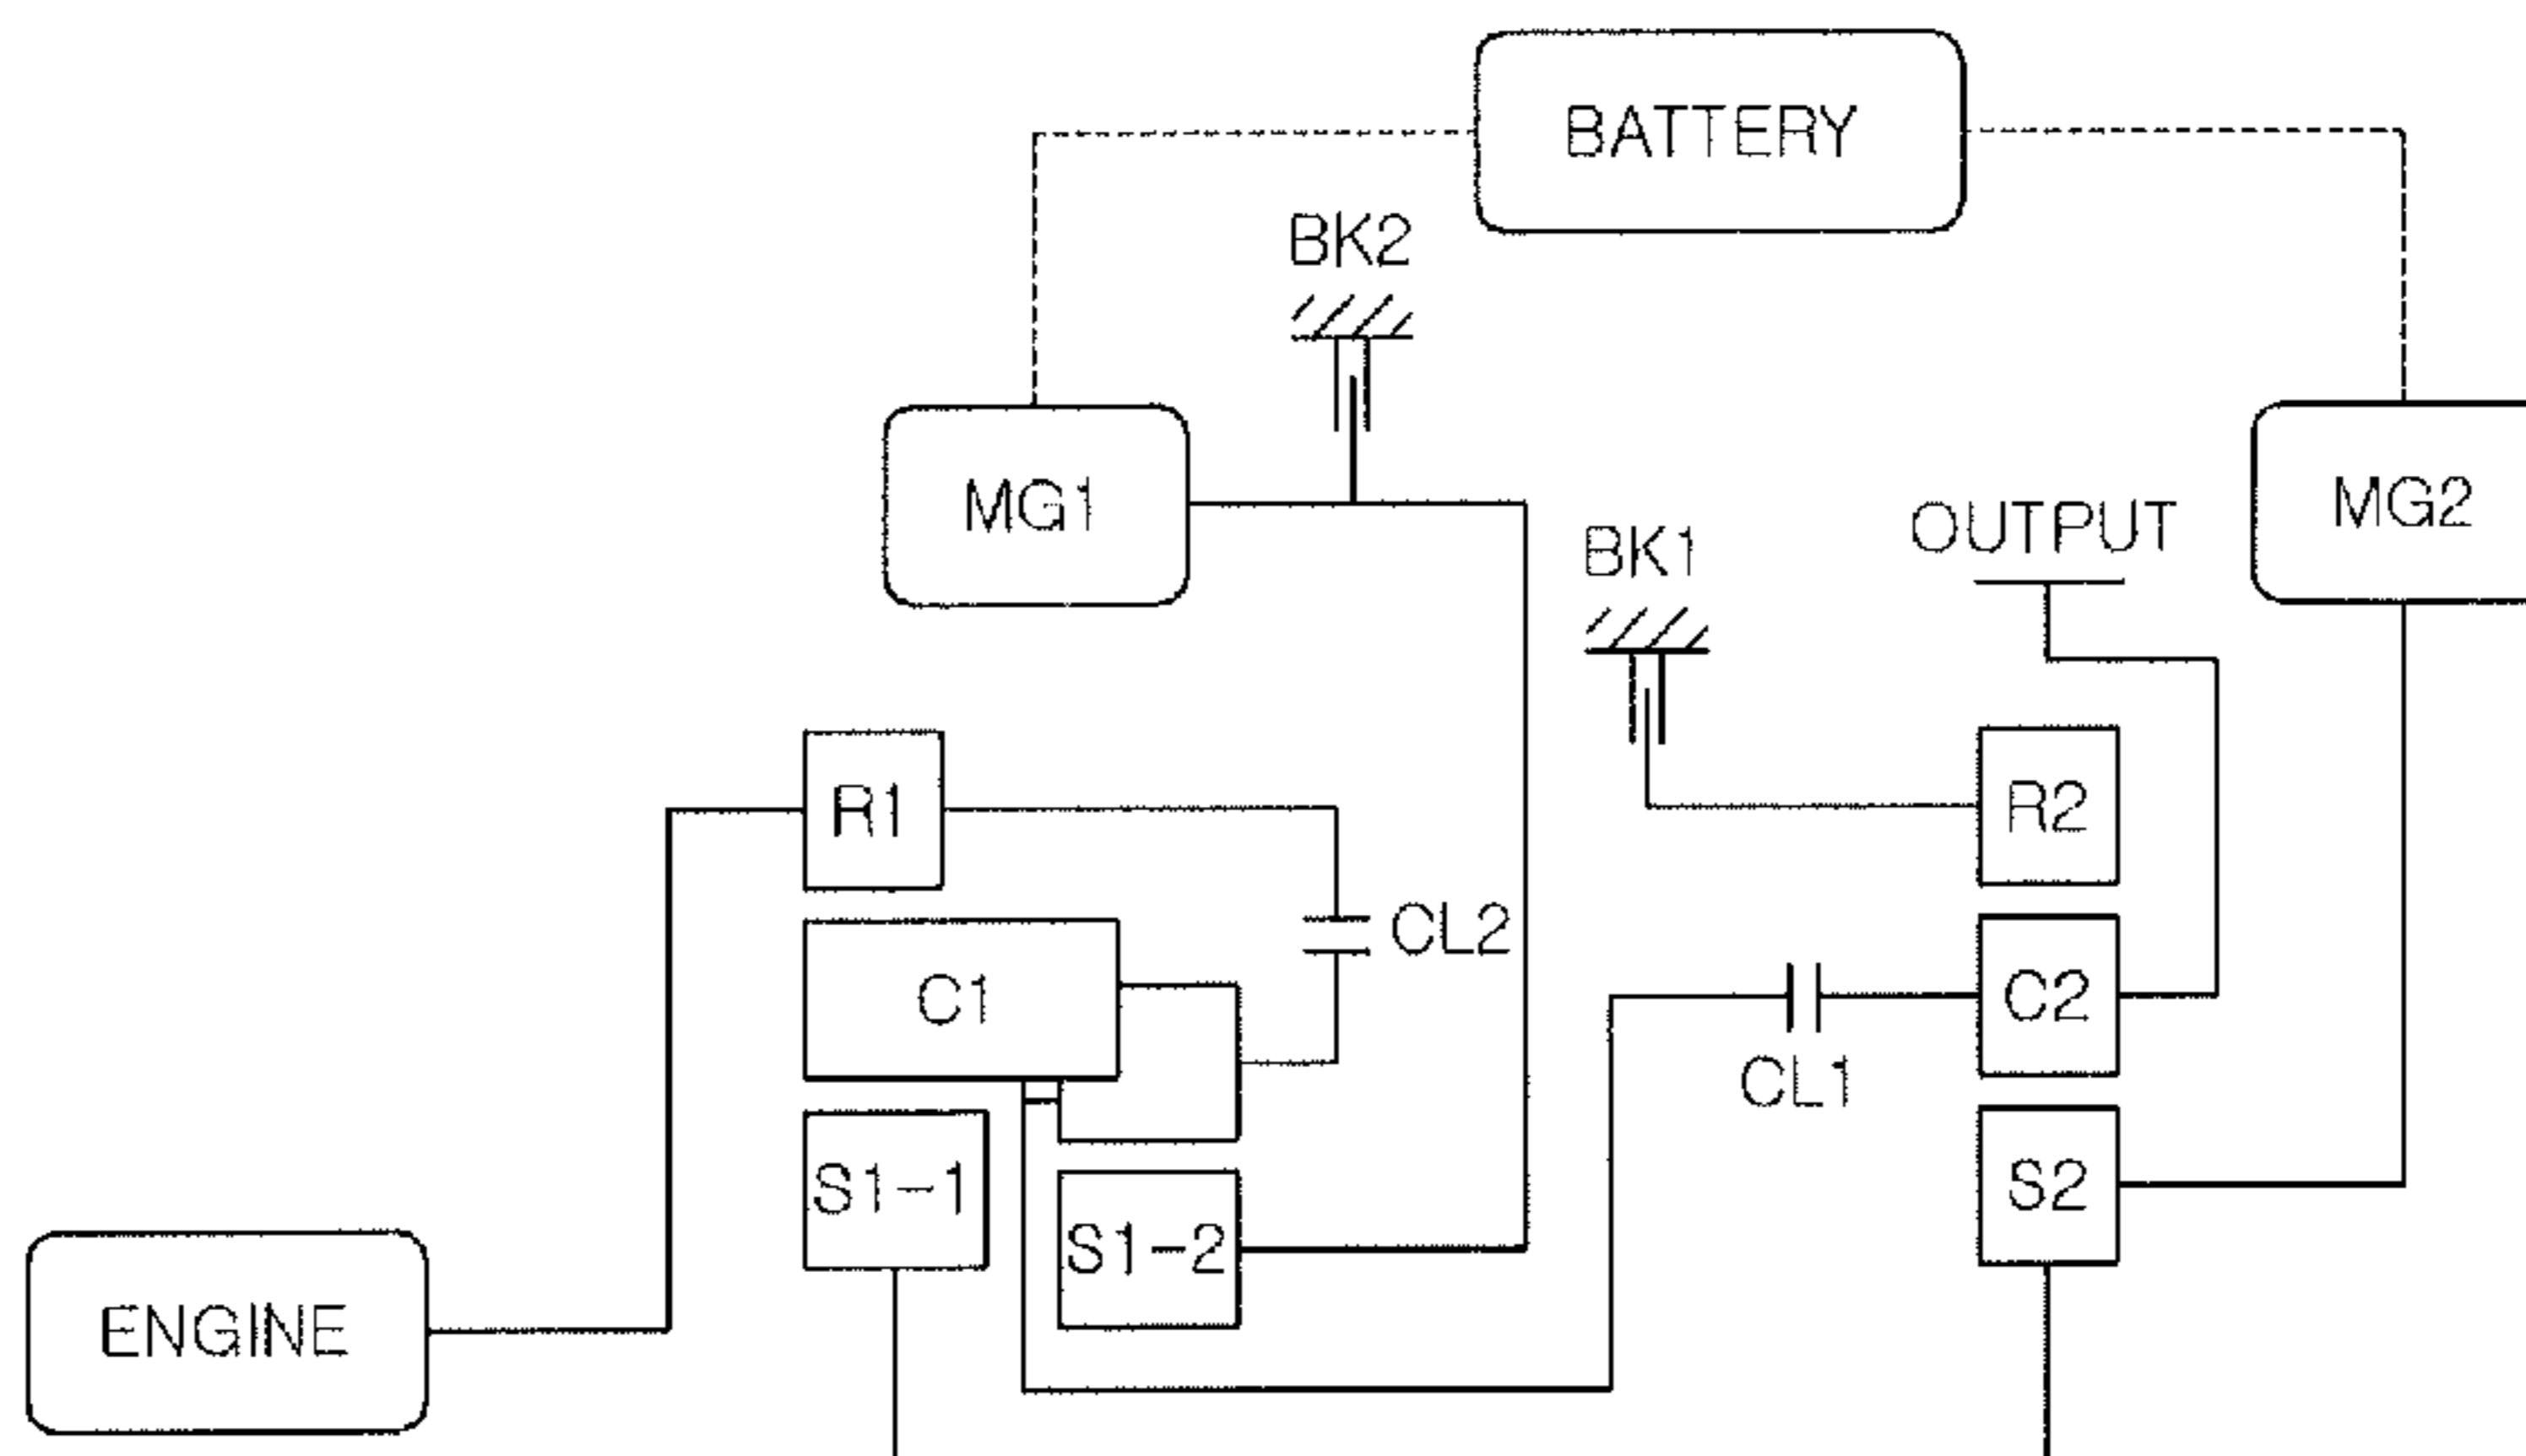 BATTERY
BK2
MG1
MG2
OUTPUT
BK1
R1
R2
CL2
C1
C2
CL1
S1-1
S2
S1-2
ENGINE